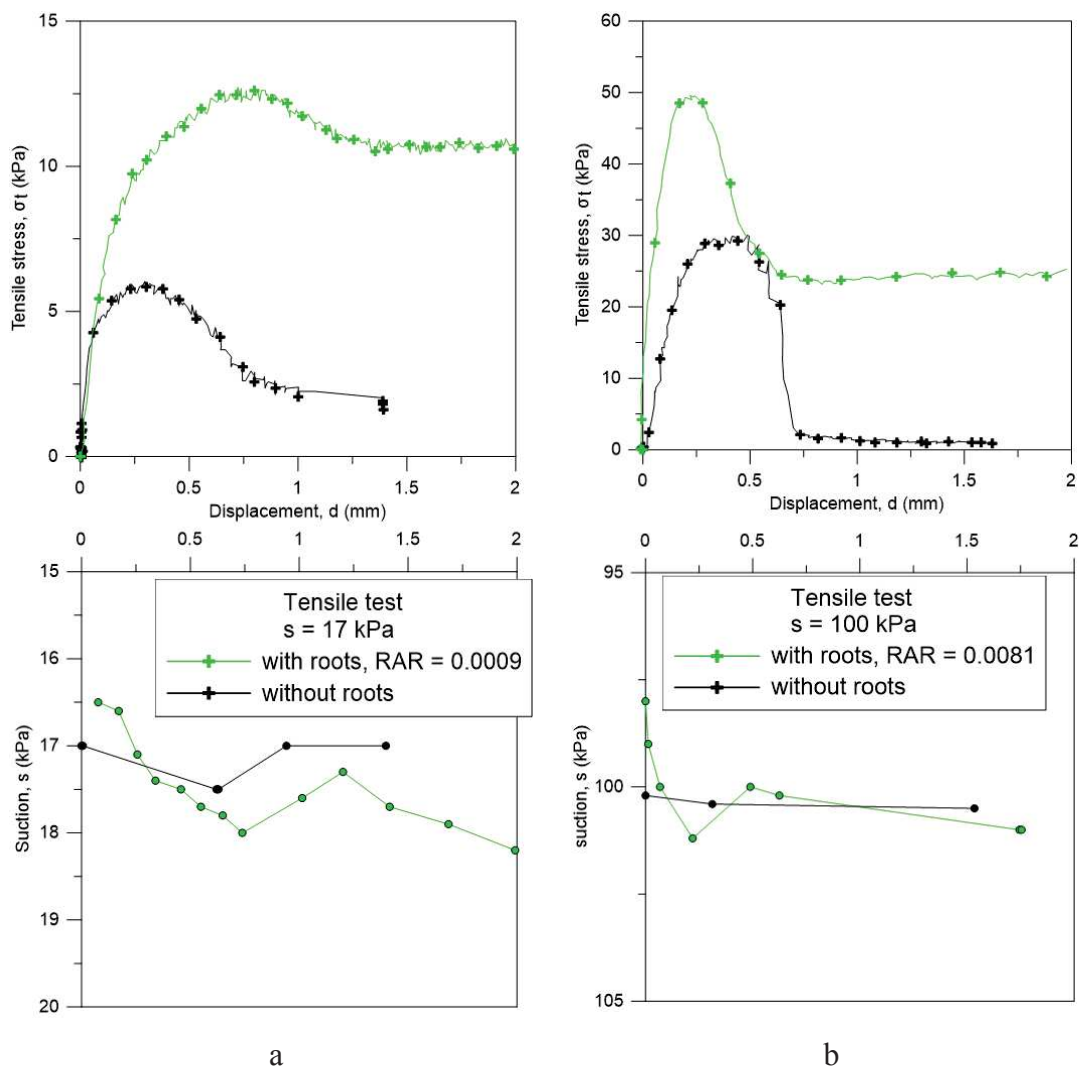 15
10
5
0
Tensile stress, σt (kPa)
0 0.5 1 1.5 2
Displacement, d (mm)
60
50
40
30
20
10
0
Tensile stress, σt (kPa)
0 0.5 1 1.5 2
Displacement, d (mm)
0 0.5 1 1.5 2
15
16
17
18
19
20
Suction, s (kPa)
Tensile test
s = 17 kPa
with roots, RAR = 0.0009
without roots
0 0.5 1 1.5 2
95
100
105
suction, s (kPa)
Tensile test
s = 100 kPa
with roots, RAR = 0.0081
without roots
a
b